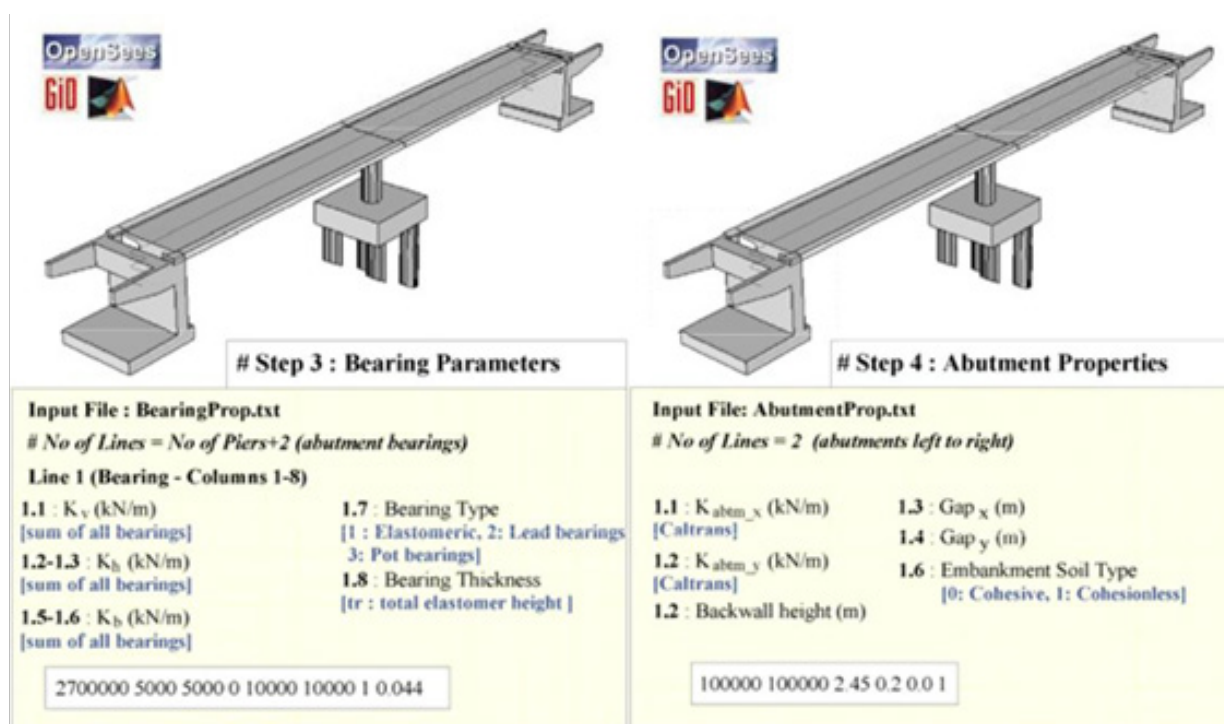 OpenSees
GiD
# Step 3 : Bearing Parameters
Input File : BearingProp.txt
# No of Lines = No of Piers+2 (abutment bearings)
Line 1 (Bearing - Columns 1-8)
1.1 : Kv (kN/m)
[sum of all bearings]
1.2-1.3 : Kh (kN/m)
[sum of all bearings]
1.5-1.6 : Kb (kN/m)
[sum of all bearings]
1.7 : Bearing Type
[1 : Elastomeric, 2: Lead bearings
3: Pot bearings]
1.8 : Bearing Thickness
[tr : total elastomer height ]
2700000 5000 5000 0 10000 10000 1 0.044
OpenSees
GiD
# Step 4 : Abutment Properties
Input File: AbutmentProp.txt
# No of Lines = 2 (abutments left to right)
1.1 : K abtm_x (kN/m)
[Caltrans]
1.2 : K abtm_y (kN/m)
[Caltrans]
1.2 : Backwall height (m)
1.3 : Gap x (m)
1.4 : Gap y (m)
1.6 : Embankment Soil Type
[0: Cohesive, 1: Cohesionless]
100000 100000 2.45 0.2 0.0 1